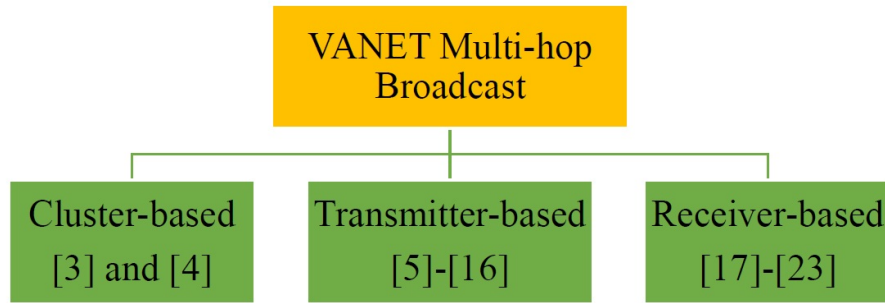 VANET Multi-hop
Broadcast
Cluster-based
[3] and [4]
Transmitter-based
[5]-[16]
Receiver-based
[17]-[23]